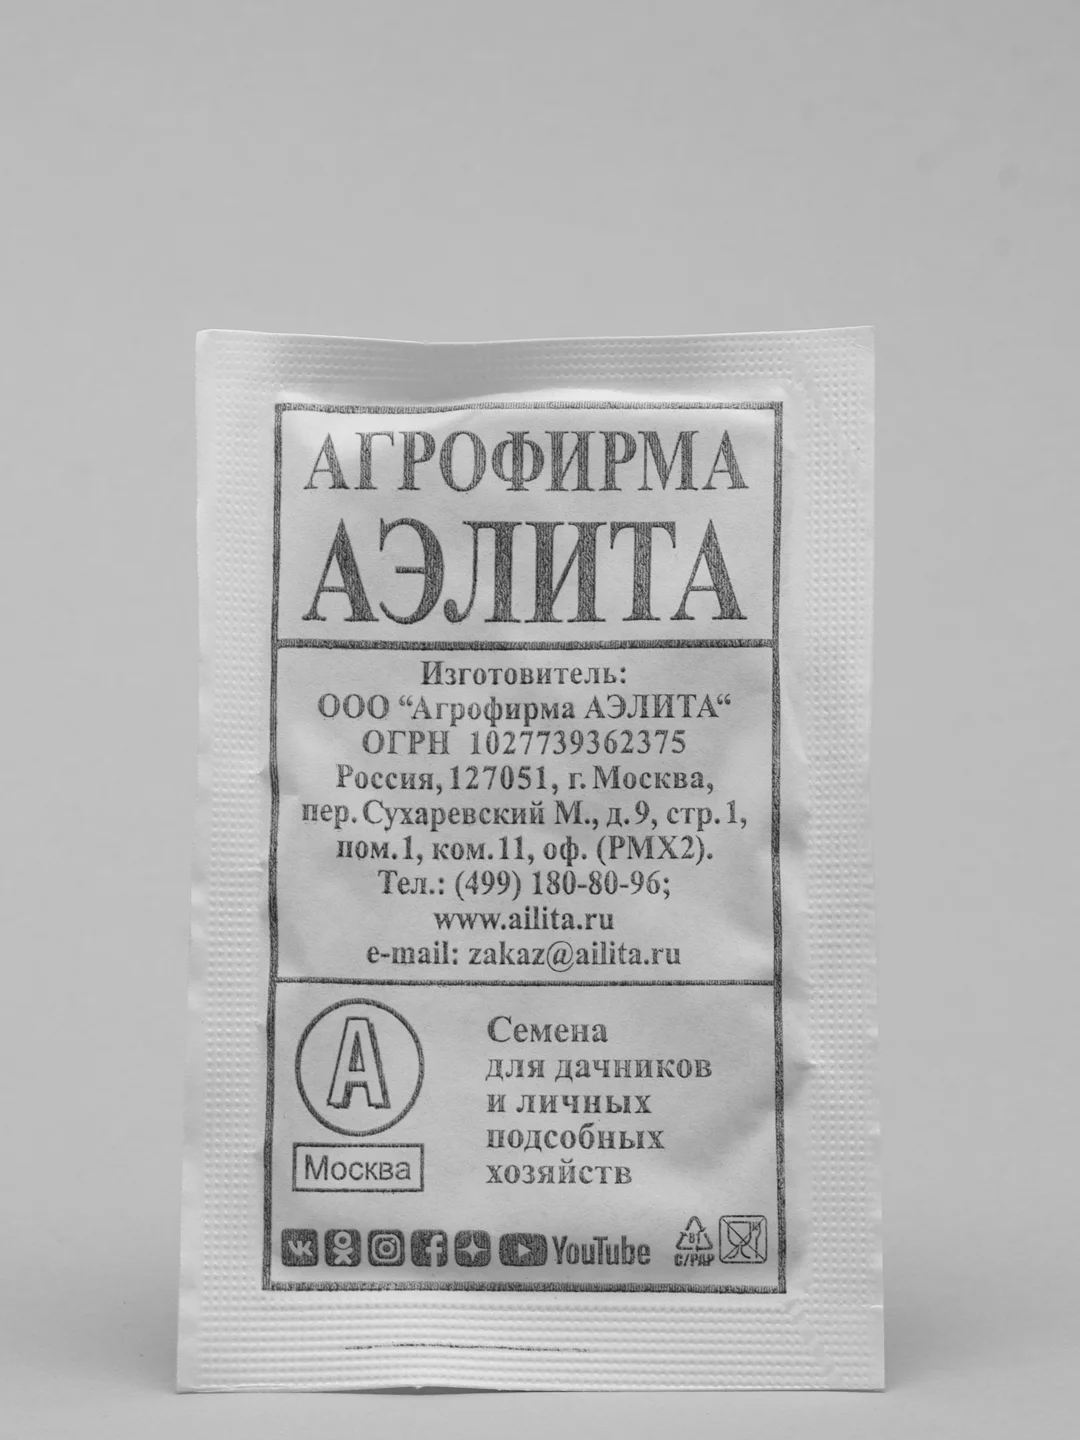 АГРОФИРМА
АЭЛИТА
Изготовитель:
ООО “Агрофирма АЭЛИТА“
ОГРН 1027739362375
Россия, 127051, г. Москва,
пер. Сухаревский М., д. 9, стр. 1,
пом. 1, ком. 11, оф. (РМХ2).
Тел.: (499) 180-80-96;
www.ailita.ru
e-mail: zakaz@ailita.ru
А
Москва
Семена
для дачников
и личных
подсобных
хозяйств
YouTube
81
C/PAP